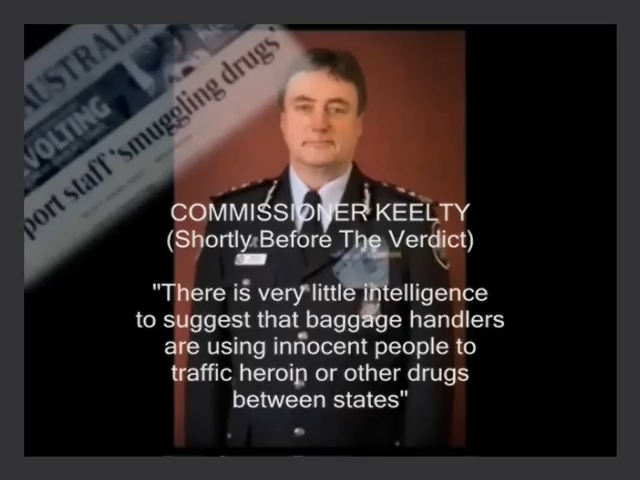 AUSTRALI
VOLTING
port staff 'smuggling drugs'
COMMISSIONER KEELTY
(Shortly Before The Verdict)
"There is very little intelligence
to suggest that baggage handlers
are using innocent people to
traffic heroin or other drugs
between states"